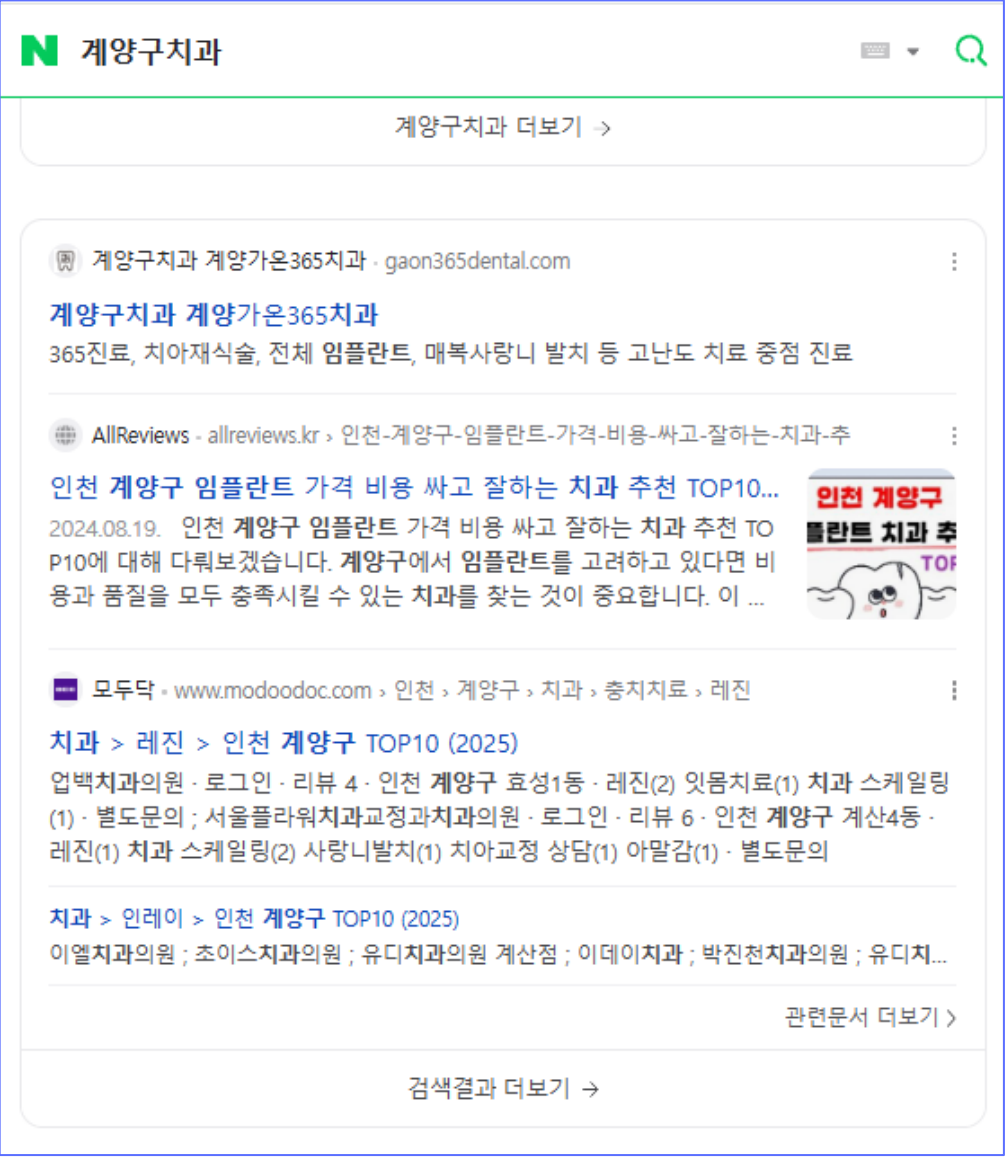 N 계양구치과
계양구치과 더보기 →
계양구치과 계양가온365치과 · gaon365dental.com
계양구치과 계양가온365치과
365진료, 치아재식술, 전체 임플란트, 매복사랑니 발치 등 고난도 치료 중점 진료
AllReviews · allreviews.kr › 인천-계양구-임플란트-가격-비용-싸고-잘하는-치과-추
인천 계양구 임플란트 가격 비용 싸고 잘하는 치과 추천 TOP10...
2024.08.19. 인천 계양구 임플란트 가격 비용 싸고 잘하는 치과 추천 TO
P10에 대해 다뤄보겠습니다. 계양구에서 임플란트를 고려하고 있다면 비
용과 품질을 모두 충족시킬 수 있는 치과를 찾는 것이 중요합니다. 이 ...
인천 계양구
플란트 치과 추
TOP
모두닥 · www.modoodoc.com › 인천 › 계양구 › 치과 › 충치치료 › 레진
치과 > 레진 > 인천 계양구 TOP10 (2025)
업백치과의원 · 로그인 · 리뷰 4 · 인천 계양구 효성1동 · 레진(2) 잇몸치료(1) 치과 스케일링
(1) · 별도문의 ; 서울플라워치과교정과치과의원 · 로그인 · 리뷰 6 · 인천 계양구 계산4동 ·
레진(1) 치과 스케일링(2) 사랑니발치(1) 치아교정 상담(1) 아말감(1) · 별도문의
치과 > 인레이 > 인천 계양구 TOP10 (2025)
이엘치과의원 ; 초이스치과의원 ; 유디치과의원 계산점 ; 이데이치과 ; 박진천치과의원 ; 유디치...
관련문서 더보기 >
검색결과 더보기 →